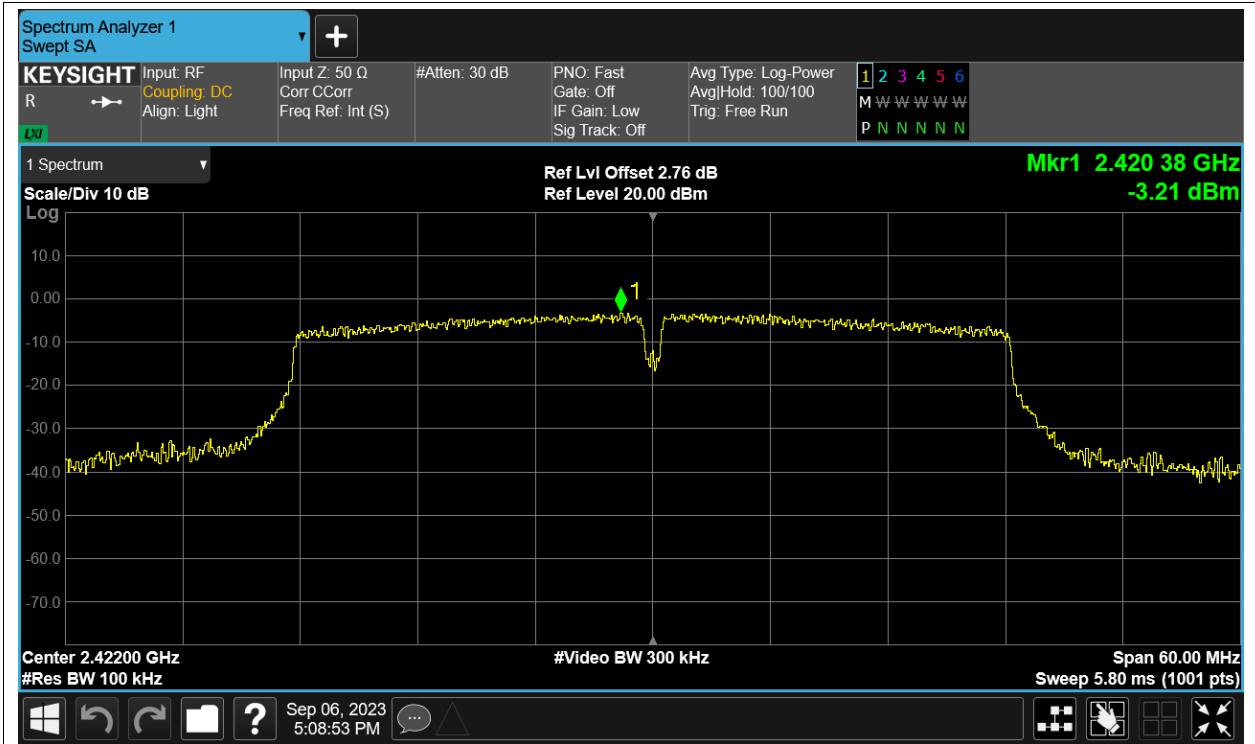 Spectrum Analyzer 1
Swept SA
KEYSIGHT
R
LXI
Input: RF
Coupling: DC
Align: Light
Input Z: 50 Ω
Corr CCorr
Freq Ref: Int (S)
#Atten: 30 dB
PNO: Fast
Gate: Off
IF Gain: Low
Sig Track: Off
Avg Type: Log-Power
Avg|Hold: 100/100
Trig: Free Run
1 2 3 4 5 6
M W W W W W
P N N N N N
1 Spectrum
Scale/Div 10 dB
Log
Ref Lvl Offset 2.76 dB
Ref Level 20.00 dBm
Mkr1 2.420 38 GHz
-3.21 dBm
10.0
0.00
1
-10.0
-20.0
-30.0
-40.0
-50.0
-60.0
-70.0
Center 2.42200 GHz
#Res BW 100 kHz
#Video BW 300 kHz
Span 60.00 MHz
Sweep 5.80 ms (1001 pts)
?
Sep 06, 2023
5:08:53 PM